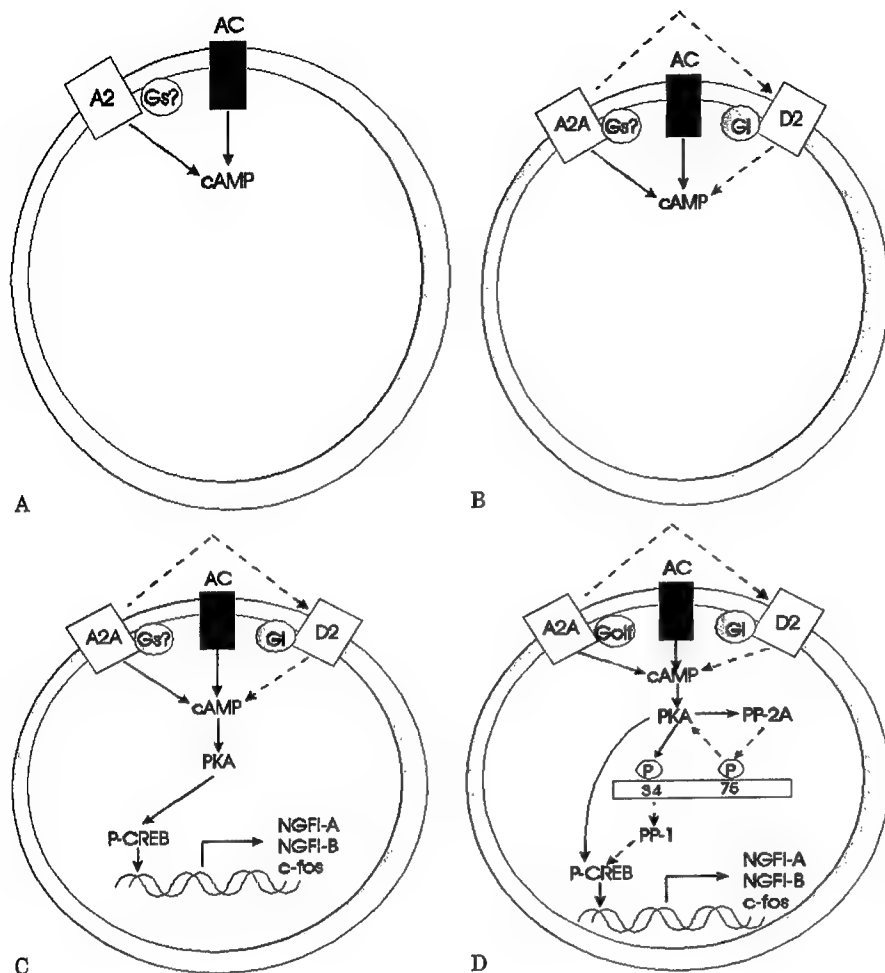 AC
A2
Gs?
cAMP
A
AC
A2A
Gs?
Gi
D2
cAMP
B
AC
A2A
Gs?
Gi
D2
cAMP
PKA
P-CREB
NGFI-A
NGFI-B
c-fos
C
AC
A2A
Golf
Gi
D2
cAMP
PKA
PP-2A
P
P
34
75
PP-1
P-CREB
NGFI-A
NGFI-B
c-fos
D